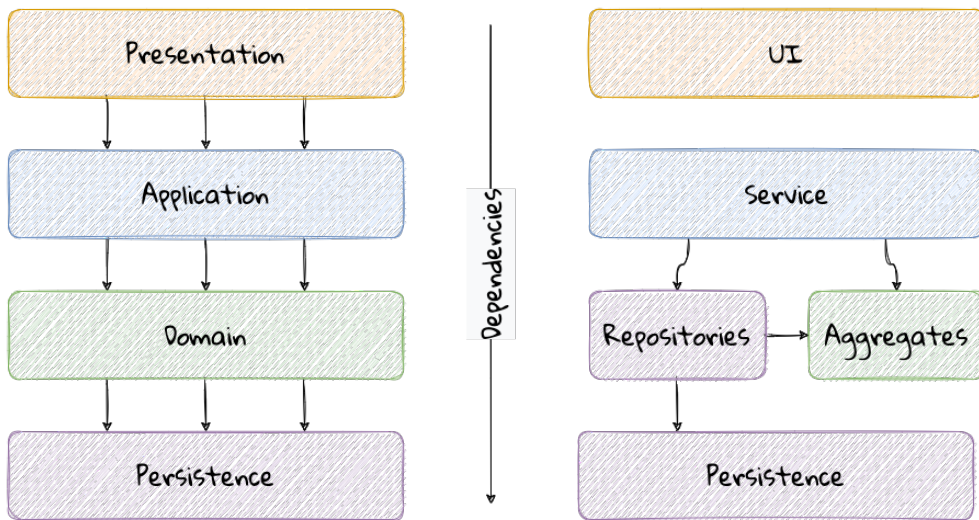 Presentation
Application
Domain
Persistence
Dependencies
UI
Service
Repositories
Aggregates
Persistence